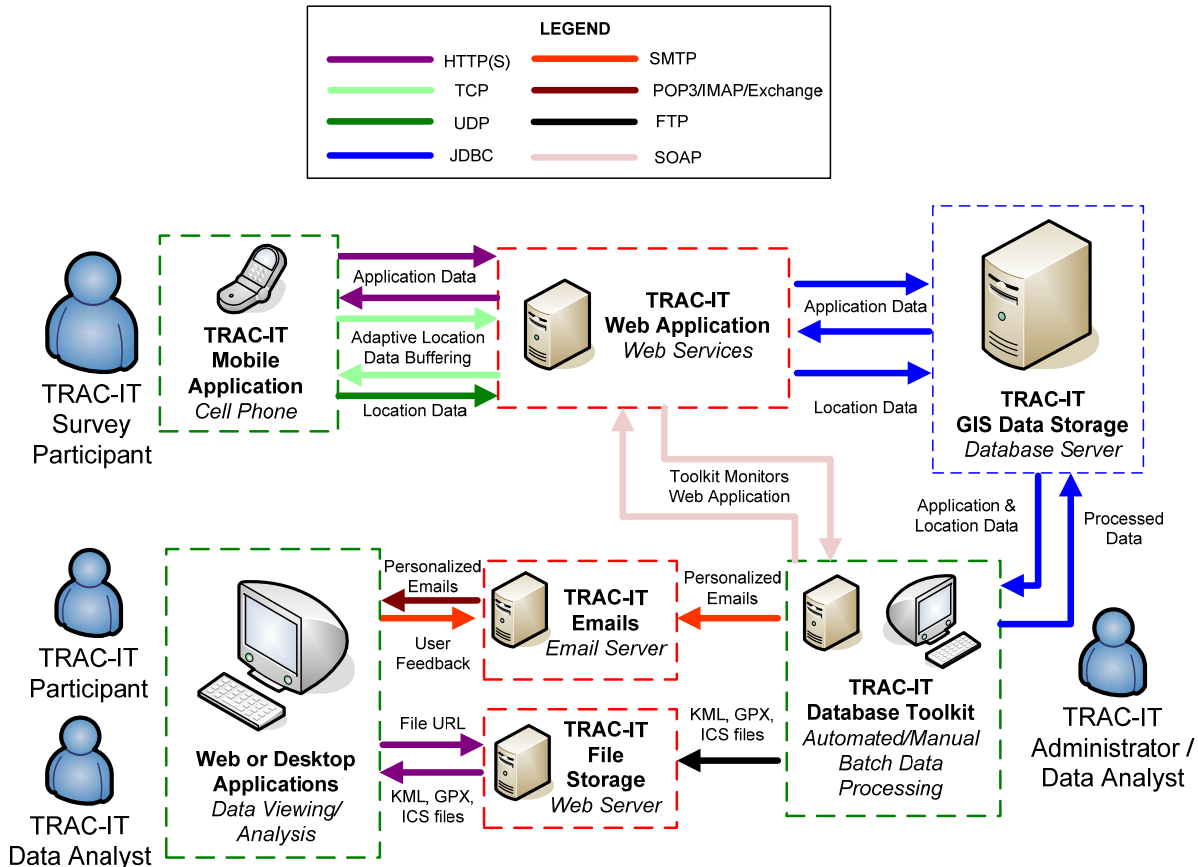 LEGEND
HTTP(S)
SMTP
TCP
POP3/IMAP/Exchange
UDP
FTP
JDBC
SOAP
TRAC-IT
Survey
Participant
TRAC-IT
Mobile
Application
Cell Phone
Application Data
Adaptive Location
Data Buffering
Location Data
TRAC-IT
Web Application
Web Services
Application Data
Location Data
TRAC-IT
GIS Data Storage
Database Server
Toolkit Monitors
Web Application
Application &
Location Data
Processed
Data
TRAC-IT
Participant
TRAC-IT
Data Analyst
Web or Desktop
Applications
Data Viewing/
Analysis
Personalized
Emails
User
Feedback
File URL
KML, GPX,
ICS files
TRAC-IT
Emails
Email Server
TRAC-IT
File
Storage
Web Server
Personalized
Emails
KML, GPX,
ICS files
TRAC-IT
Database Toolkit
Automated/Manual
Batch Data
Processing
TRAC-IT
Administrator /
Data Analyst